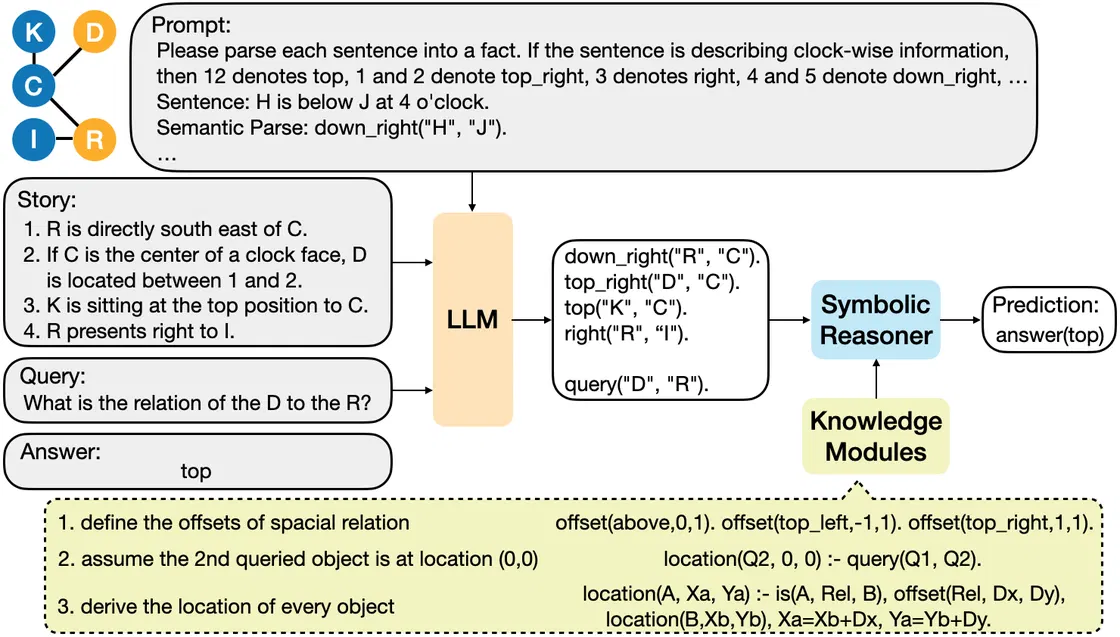 K
D
C
I
R
Prompt:
Please parse each sentence into a fact. If the sentence is describing clock-wise information,
then 12 denotes top, 1 and 2 denote top_right, 3 denotes right, 4 and 5 denote down_right, …
Sentence: H is below J at 4 o'clock.
Semantic Parse: down_right("H", "J").
…
Story:
1. R is directly south east of C.
2. If C is the center of a clock face, D
is located between 1 and 2.
3. K is sitting at the top position to C.
4. R presents right to I.
Query:
What is the relation of the D to the R?
Answer:
top
LLM
down_right("R", "C").
top_right("D", "C").
top("K", "C").
right("R", “I").
query("D", "R").
Symbolic
Reasoner
Prediction:
answer(top)
Knowledge
Modules
1. define the offsets of spacial relation
offset(above,0,1). offset(top_left,-1,1). offset(top_right,1,1).
2. assume the 2nd queried object is at location (0,0)
location(Q2, 0, 0) :- query(Q1, Q2).
3. derive the location of every object
location(A, Xa, Ya) :- is(A, Rel, B), offset(Rel, Dx, Dy),
location(B,Xb,Yb), Xa=Xb+Dx, Ya=Yb+Dy.